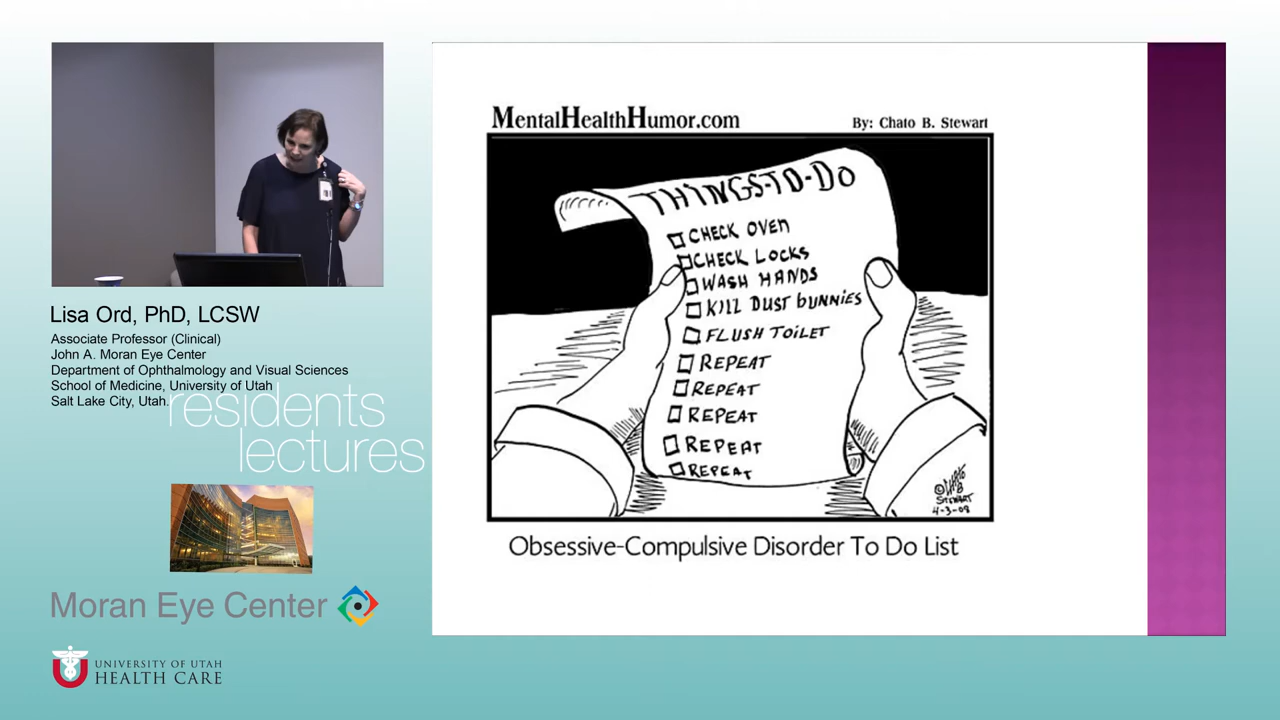 Lisa Ord, PhD, LCSW
Associate Professor (Clinical)
John A. Moran Eye Center
Department of Ophthalmology and Visual Sciences
School of Medicine, University of Utah
Salt Lake City, Utah.
residents
lectures
Moran Eye Center
UNIVERSITY OF UTAH
HEALTH CARE
MentalHealthHumor.com
By: Chato B. Stewart
THINGS-TO-DO
CHECK OVEN
CHECK LOCKS
WASH HANDS
KILL DUST bUNNiES
FLUSH TOiLET
REPEAT
REPEAT
REPEAT
REPEAT
REPEAT
©CHATO
STEWART
4-3-08
Obsessive-Compulsive Disorder To Do List